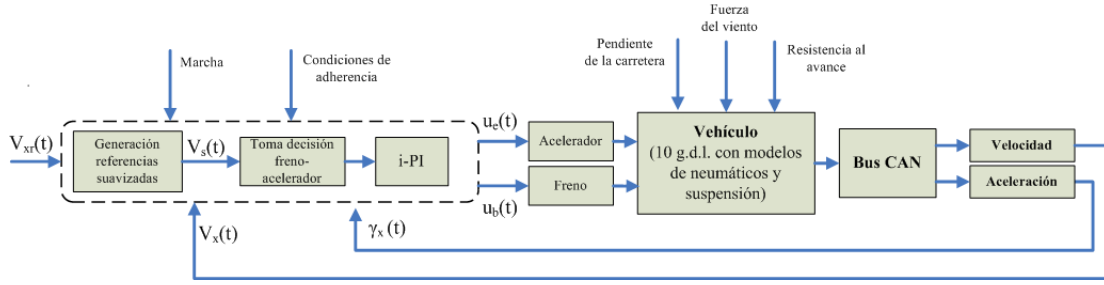 Fuerza
del viento
Pendiente
de la carretera
Resistencia al
avance
Marcha
Condiciones de
adherencia
V_xr(t)
Generación
referencias
suavizadas
V_s(t)
Toma decisión
freno-
acelerador
i-PI
u_e(t)
u_b(t)
Acelerador
Freno
Vehículo
(10 g.d.l. con modelos
de neumáticos y
suspensión)
Bus CAN
Velocidad
Aceleración
V_x(t)
γ_x (t)